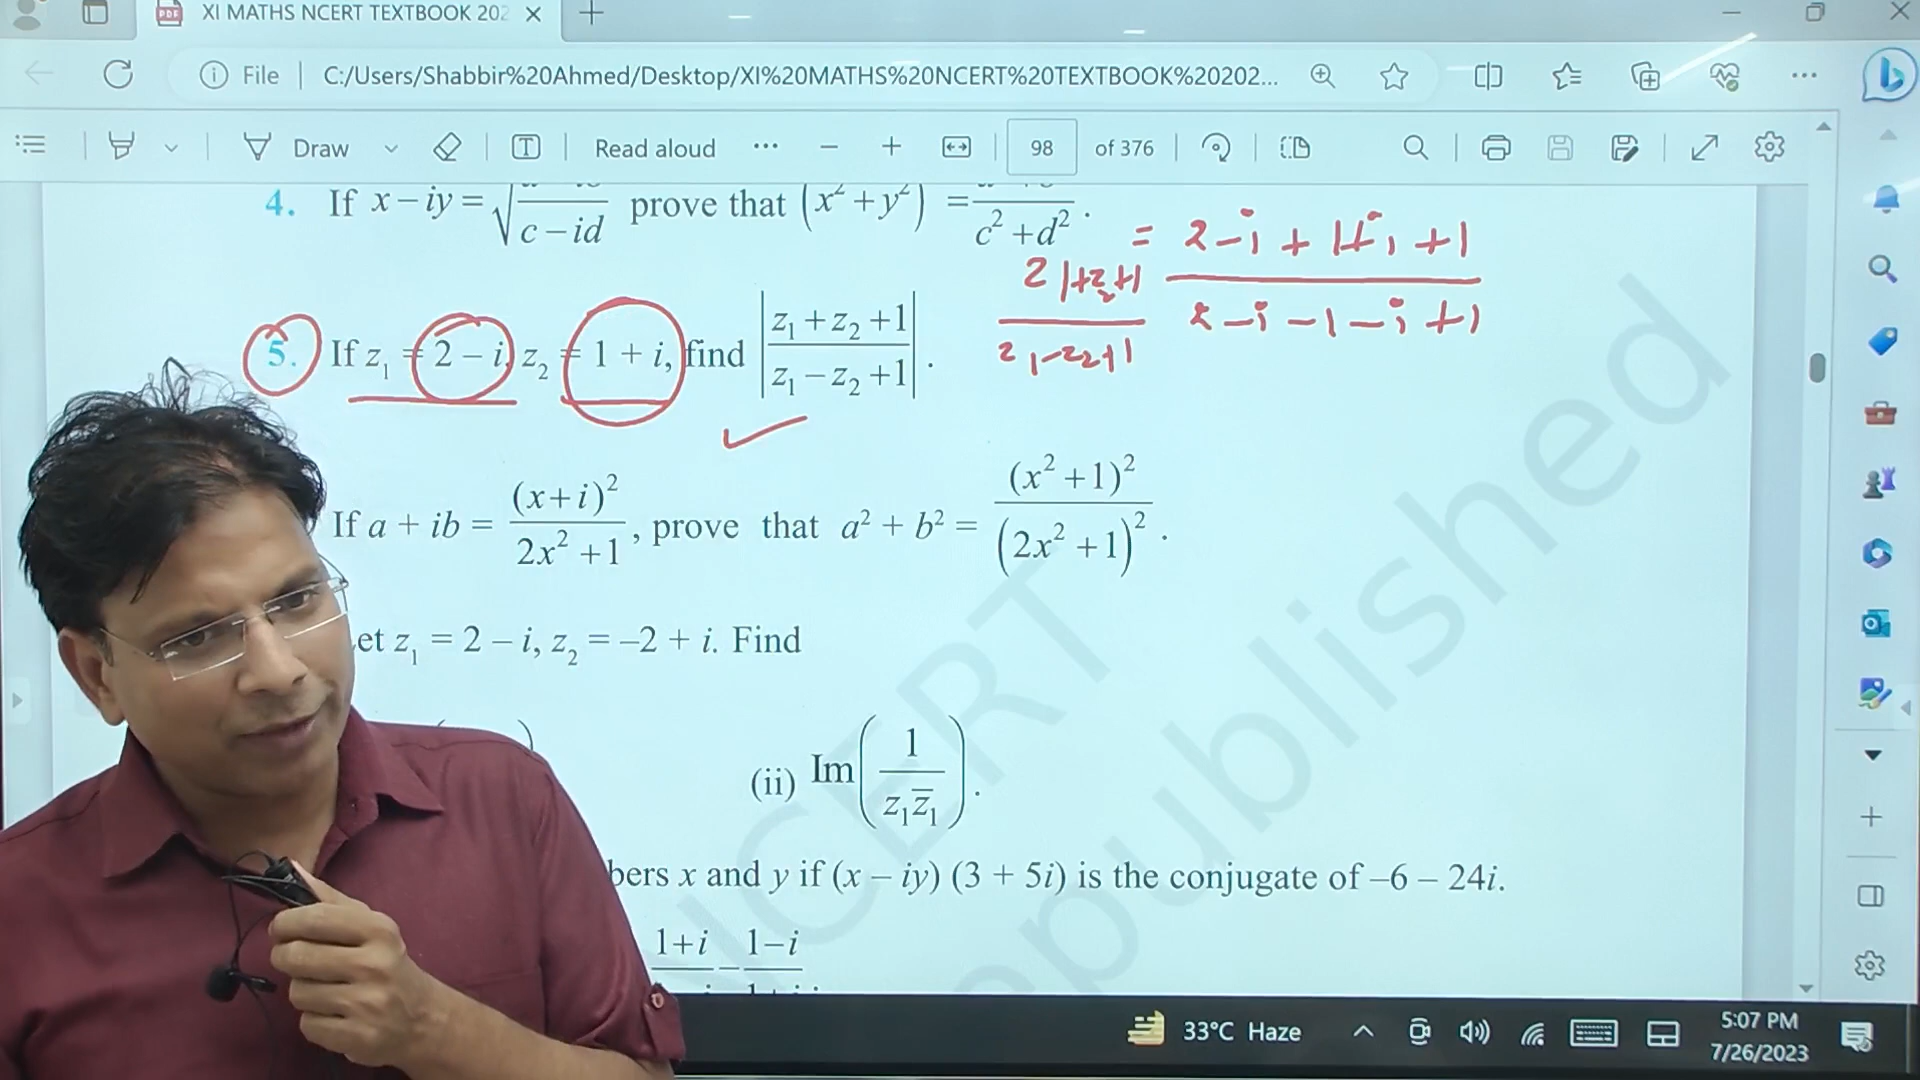 XI MATHS NCERT TEXTBOOK 202
File | C:/Users/Shabbir%20Ahmed/Desktop/XI%20MATHS%20NCERT%20TEXTBOOK%20202...
Draw Read aloud ... 98 of 376
4. If x – iy = √ c – id prove that (x² + y²) = c² + d² .
= 2 – i + 1 + i + 1
z1 + z2 + 1
2 – i – 1 – i + 1
z1 – z2 + 1
5. If z₁ = 2 – i, z₂ = 1 + i, find |(z₁ + z₂ + 1)/(z₁ – z₂ + 1)| .
If a + ib = (x + i)²/(2x² + 1), prove that a² + b² = (x² + 1)²/(2x² + 1)² .
et z₁ = 2 – i, z₂ = –2 + i. Find
(ii) Im(1/(z₁z̄₁)) .
bers x and y if (x – iy) (3 + 5i) is the conjugate of –6 – 24i.
1+i – 1–i
NCERT
republished
33°C Haze
5:07 PM
7/26/2023